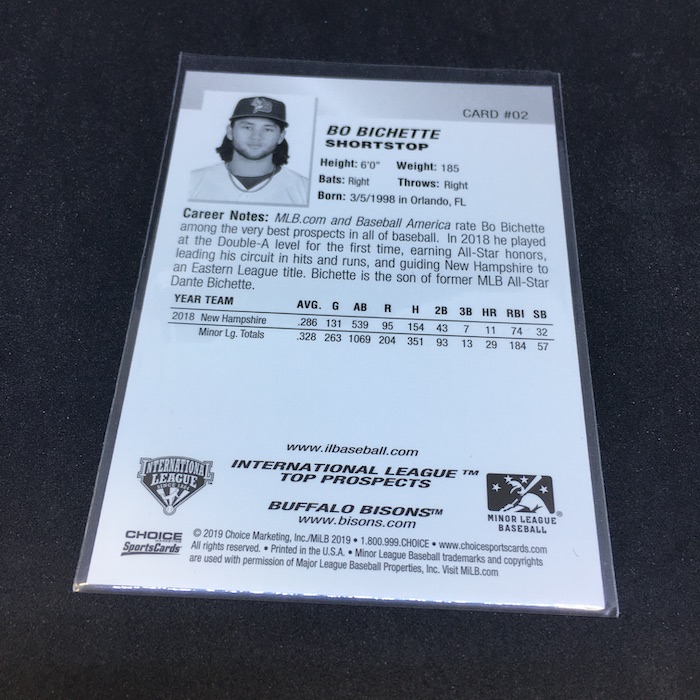 CARD #02
BO BICHETTE
SHORTSTOP
Height: 6'0" Weight: 185
Bats: Right Throws: Right
Born: 3/5/1998 in Orlando, FL
Career Notes: MLB.com and Baseball America rate Bo Bichette
among the very best prospects in all of baseball. In 2018 he played
at the Double-A level for the first time, earning All-Star honors,
leading his circuit in hits and runs, and guiding New Hampshire to
an Eastern League title. Bichette is the son of former MLB All-Star
Dante Bichette.
YEAR TEAM AVG. G AB R H 2B 3B HR RBI SB
2018 New Hampshire .286 131 539 95 154 43 7 11 74 32
Minor Lg. Totals .328 263 1069 204 351 93 13 29 184 57
www.ilbaseball.com
INTERNATIONAL LEAGUE™
TOP PROSPECTS
BUFFALO BISONS™
www.bisons.com
INTERNATIONAL
LEAGUE
SINCE 1884
MINOR LEAGUE
BASEBALL
®
CHOICE
SportsCards
© 2019 Choice Marketing, Inc./MiLB 2019 • 1.800.999.CHOICE • www.choicesportscards.com
All rights reserved. • Printed in the U.S.A. • Minor League Baseball trademarks and copyrights
are used with permission of Major League Baseball Properties, Inc. Visit MiLB.com